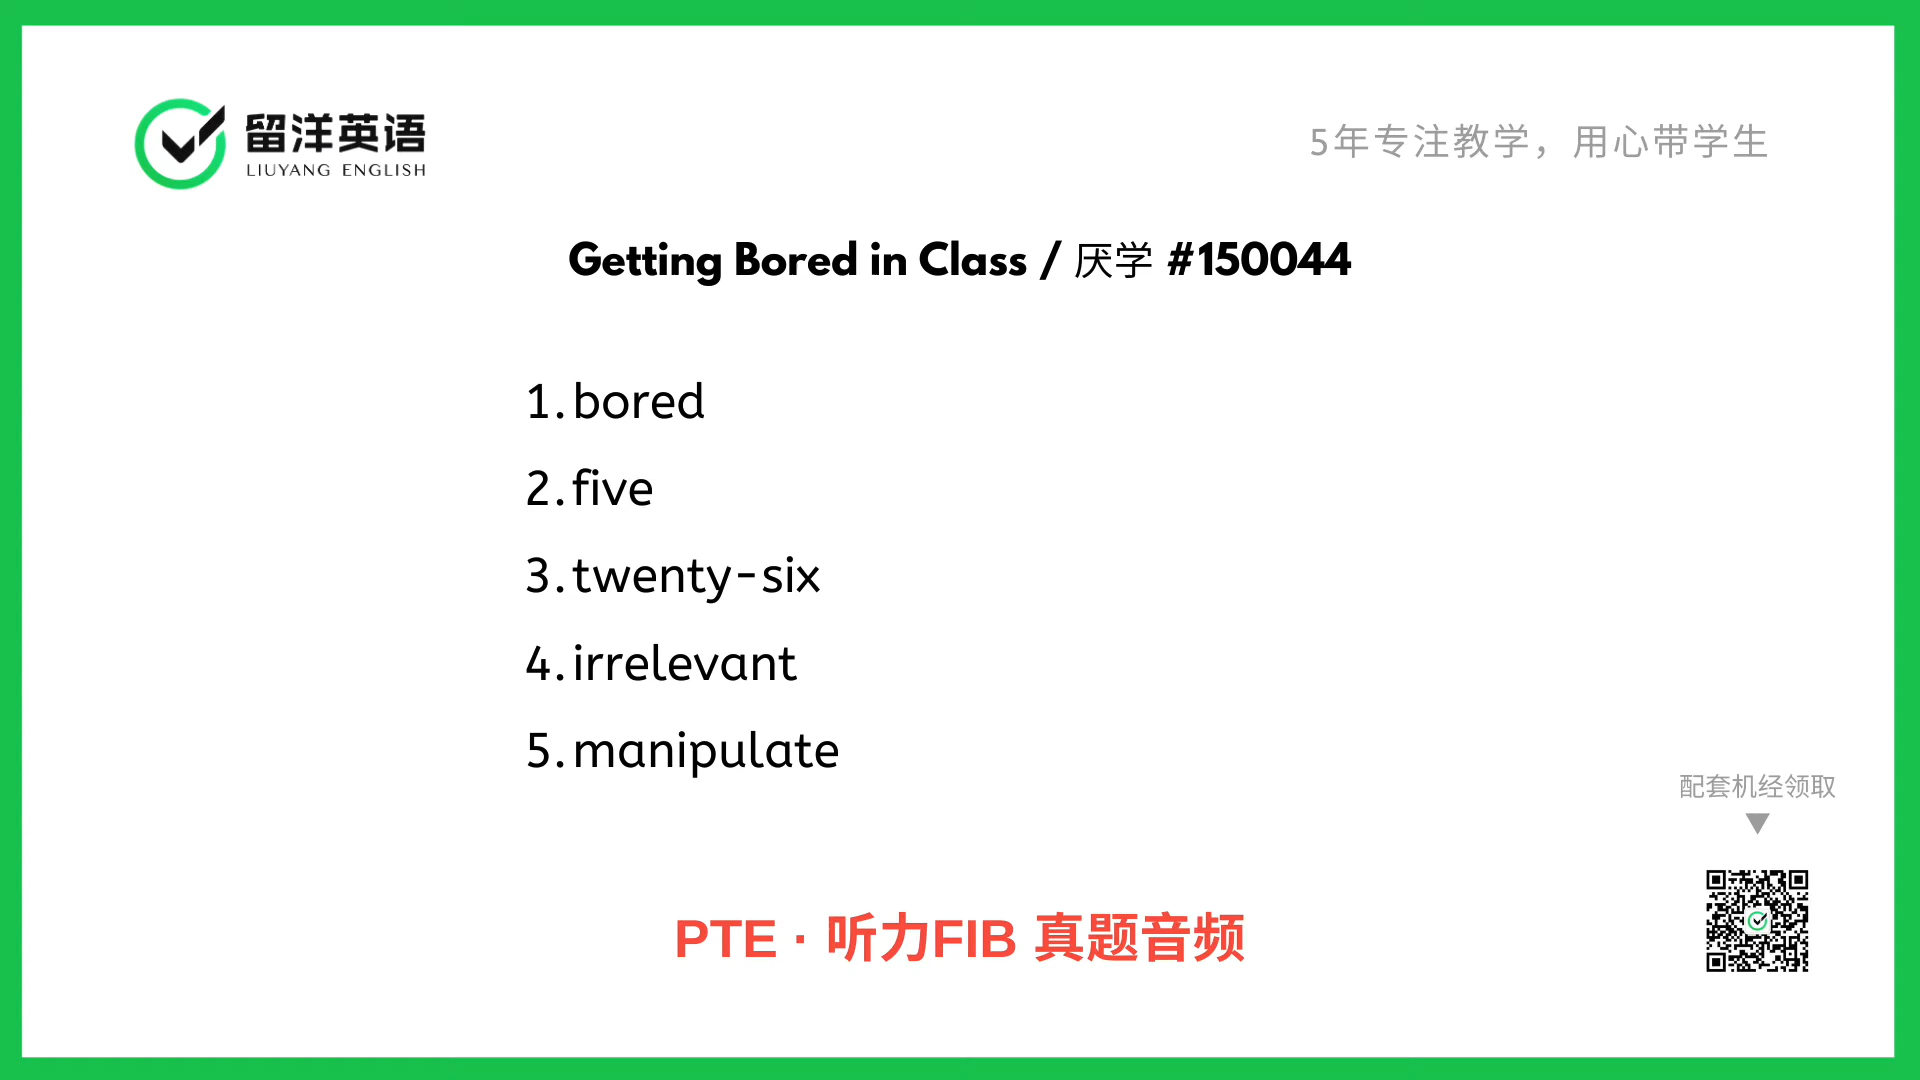 留洋英语
LIUYANG ENGLISH
5年专注教学，用心带学生
Getting Bored in Class / 厌学 #150044
1. bored
2. five
3. twenty-six
4. irrelevant
5. manipulate
配套机经领取
PTE · 听力FIB 真题音频